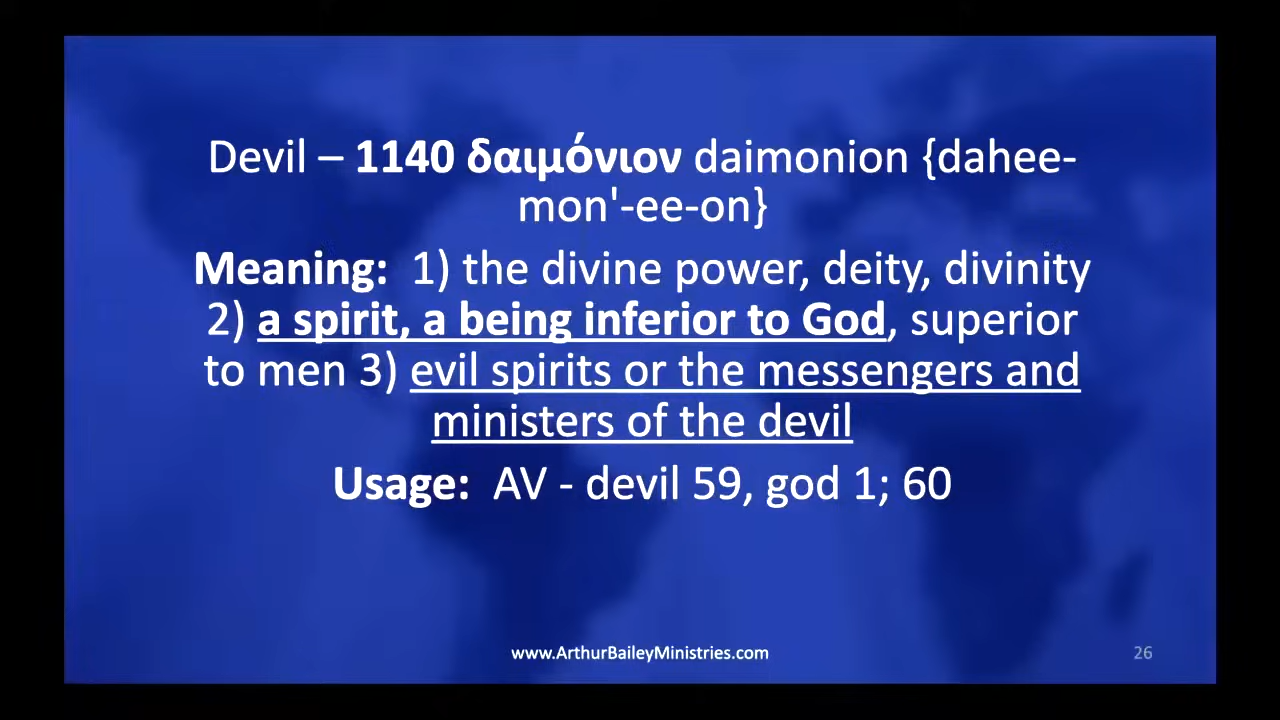 Devil – 1140 δαιμόνιον daimonion {dahee-
mon'-ee-on}
Meaning:  1) the divine power, deity, divinity
2) a spirit, a being inferior to God, superior
to men 3) evil spirits or the messengers and
ministers of the devil
Usage:  AV - devil 59, god 1; 60
www.ArthurBaileyMinistries.com
26